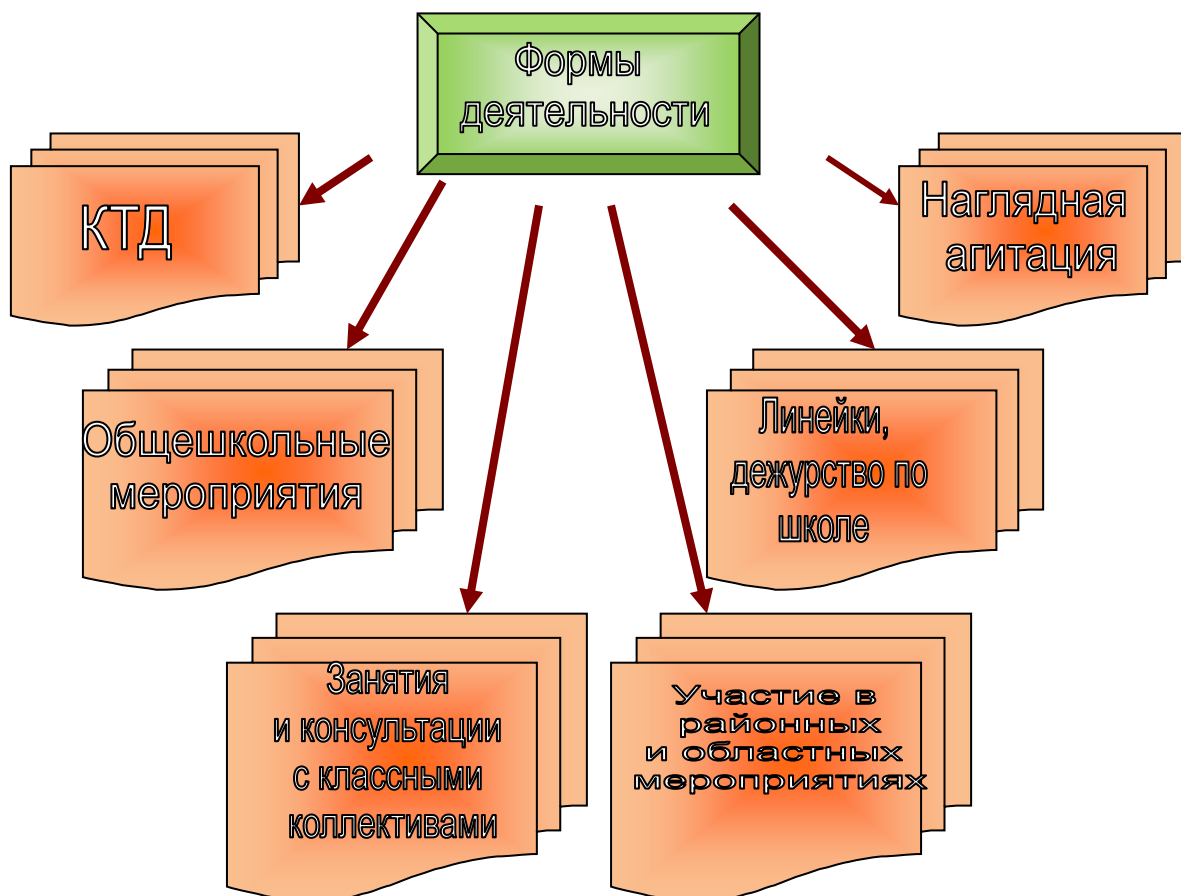 Формы
деятельности
КТД
Наглядная
агитация
Общешкольные
мероприятия
Линейки,
дежурство по
школе
Занятия
и консультации
с классными
коллективами
Участие в
районных
и областных
мероприятиях